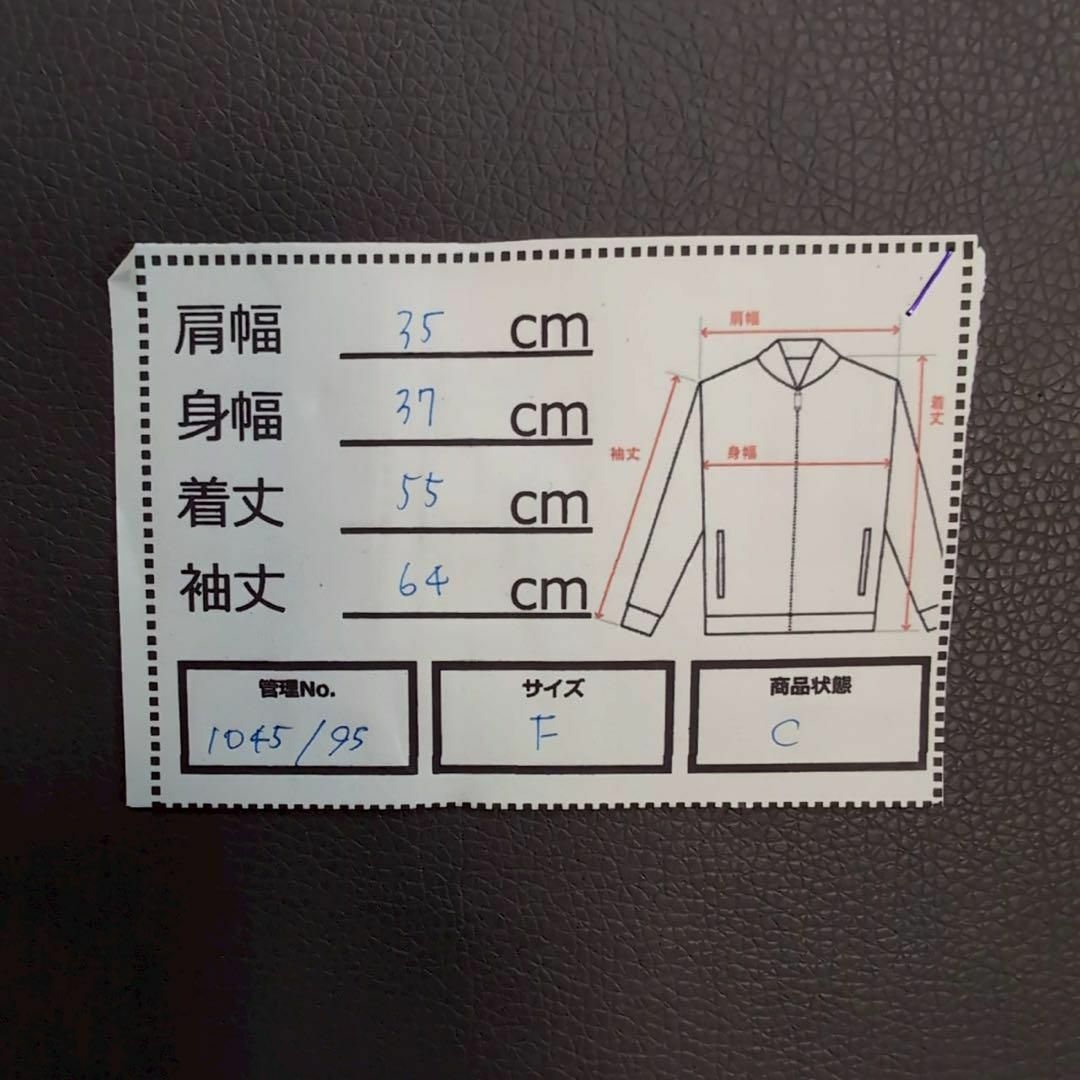 肩幅 35 cm
身幅 37 cm
着丈 55 cm
袖丈 64 cm
肩幅
着丈
袖丈
身幅
管理No.
1045/95
サイズ
F
商品状態
C